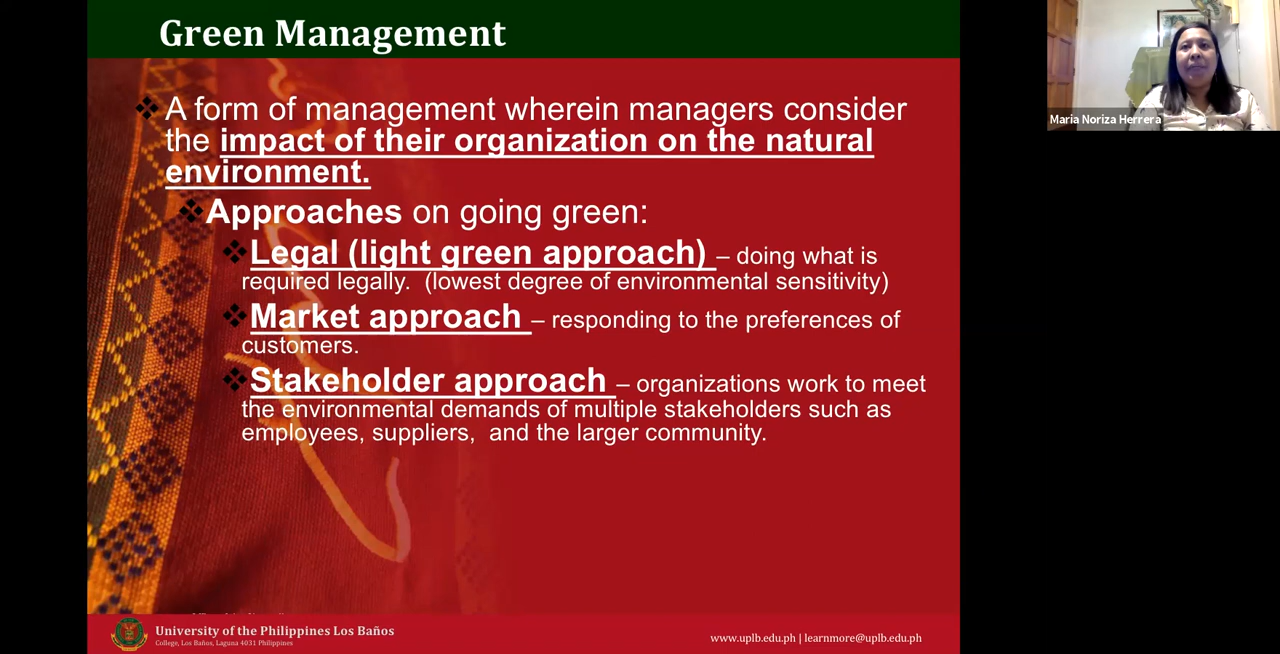 Green Management
❖A form of management wherein managers consider
the impact of their organization on the natural
environment.
❖Approaches on going green:
❖Legal (light green approach) – doing what is
required legally. (lowest degree of environmental sensitivity)
❖Market approach – responding to the preferences of
customers.
❖Stakeholder approach – organizations work to meet
the environmental demands of multiple stakeholders such as
employees, suppliers, and the larger community.
Maria Noriza Herrera
University of the Philippines Los Baños
College, Los Baños, Laguna 4031 Philippines
www.uplb.edu.ph | learnmore@uplb.edu.ph